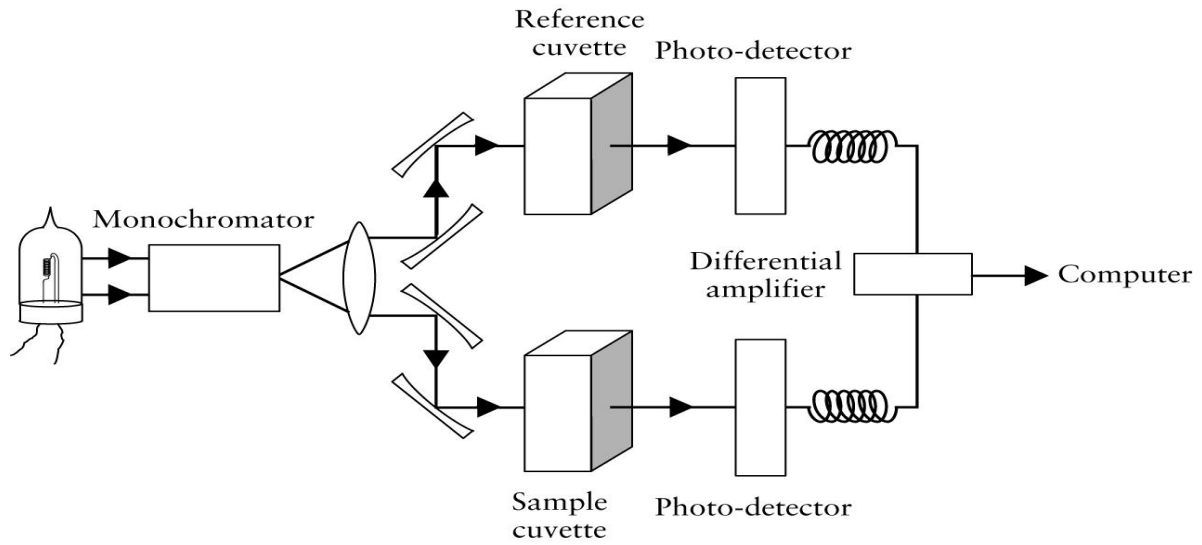 Reference
cuvette
Photo-detector
Monochromator
Differential
amplifier
Computer
Sample
cuvette
Photo-detector